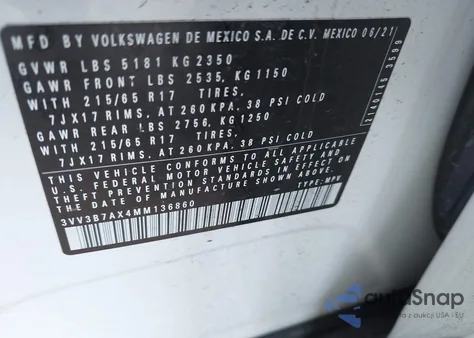 MFD. BY VOLKSWAGEN DE MEXICO S.A. DE C.V. MEXICO 06/21
GVWR LBS 5181 KG 2350
GAWR FRONT LBS 2535, KG 1150
WITH 215/65 R17 TIRES,
7JX17 RIMS, AT 260 KPA, 38 PSI COLD
GAWR REAR LBS 2756, KG 1250
WITH 215/65 R17 TIRES,
7JX17 RIMS, AT 260 KPA, 38 PSI COLD
THIS VEHICLE CONFORMS TO ALL APPLICABLE
U.S. FEDERAL MOTOR VEHICLE SAFETY AND
THEFT PREVENTION STANDARDS IN EFFECT
ON THE DATE OF MANUFACTURE SHOWN ABOVE.
3VV3B7AX4MM136860
TYPE: MPV
autoSnap
z aukcji USA i EU